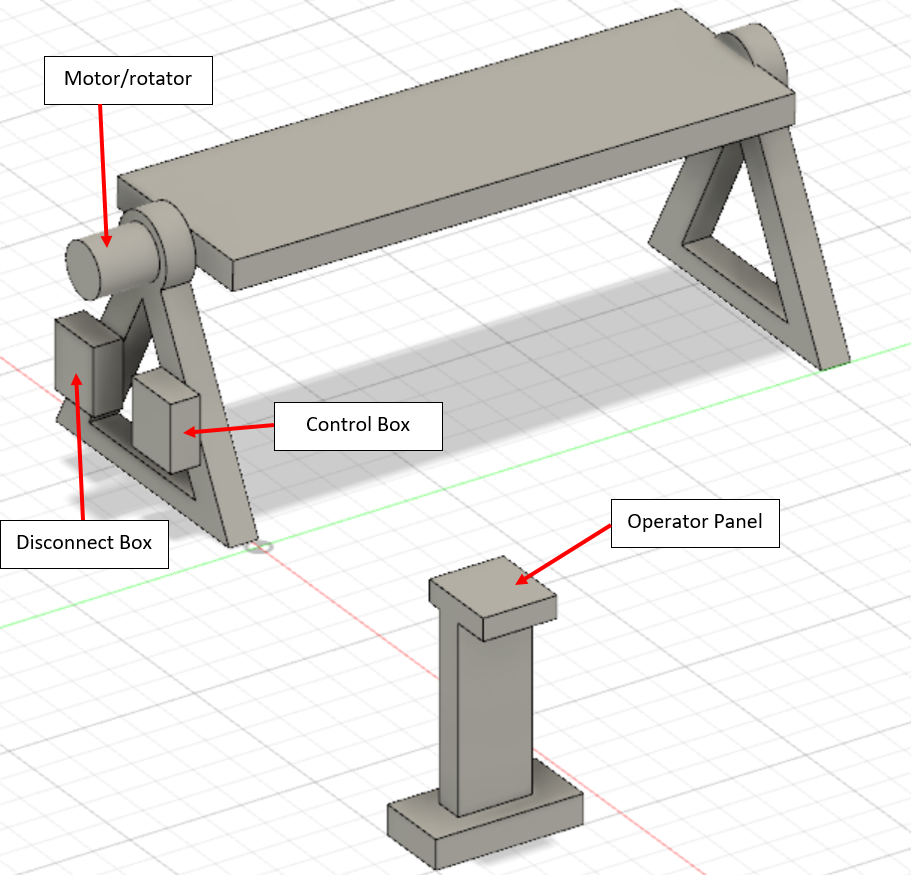 Motor/rotator
Control Box
Operator Panel
Disconnect Box